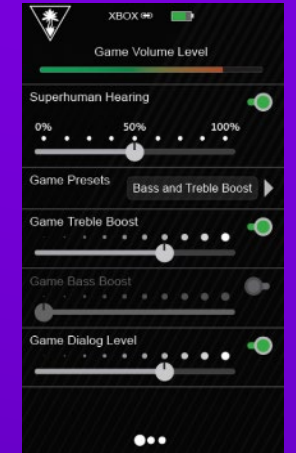 XBOX
Game Volume Level
Superhuman Hearing
0% 50% 100%
Game Presets Bass and Treble Boost
Game Treble Boost
Game Bass Boost
Game Dialog Level